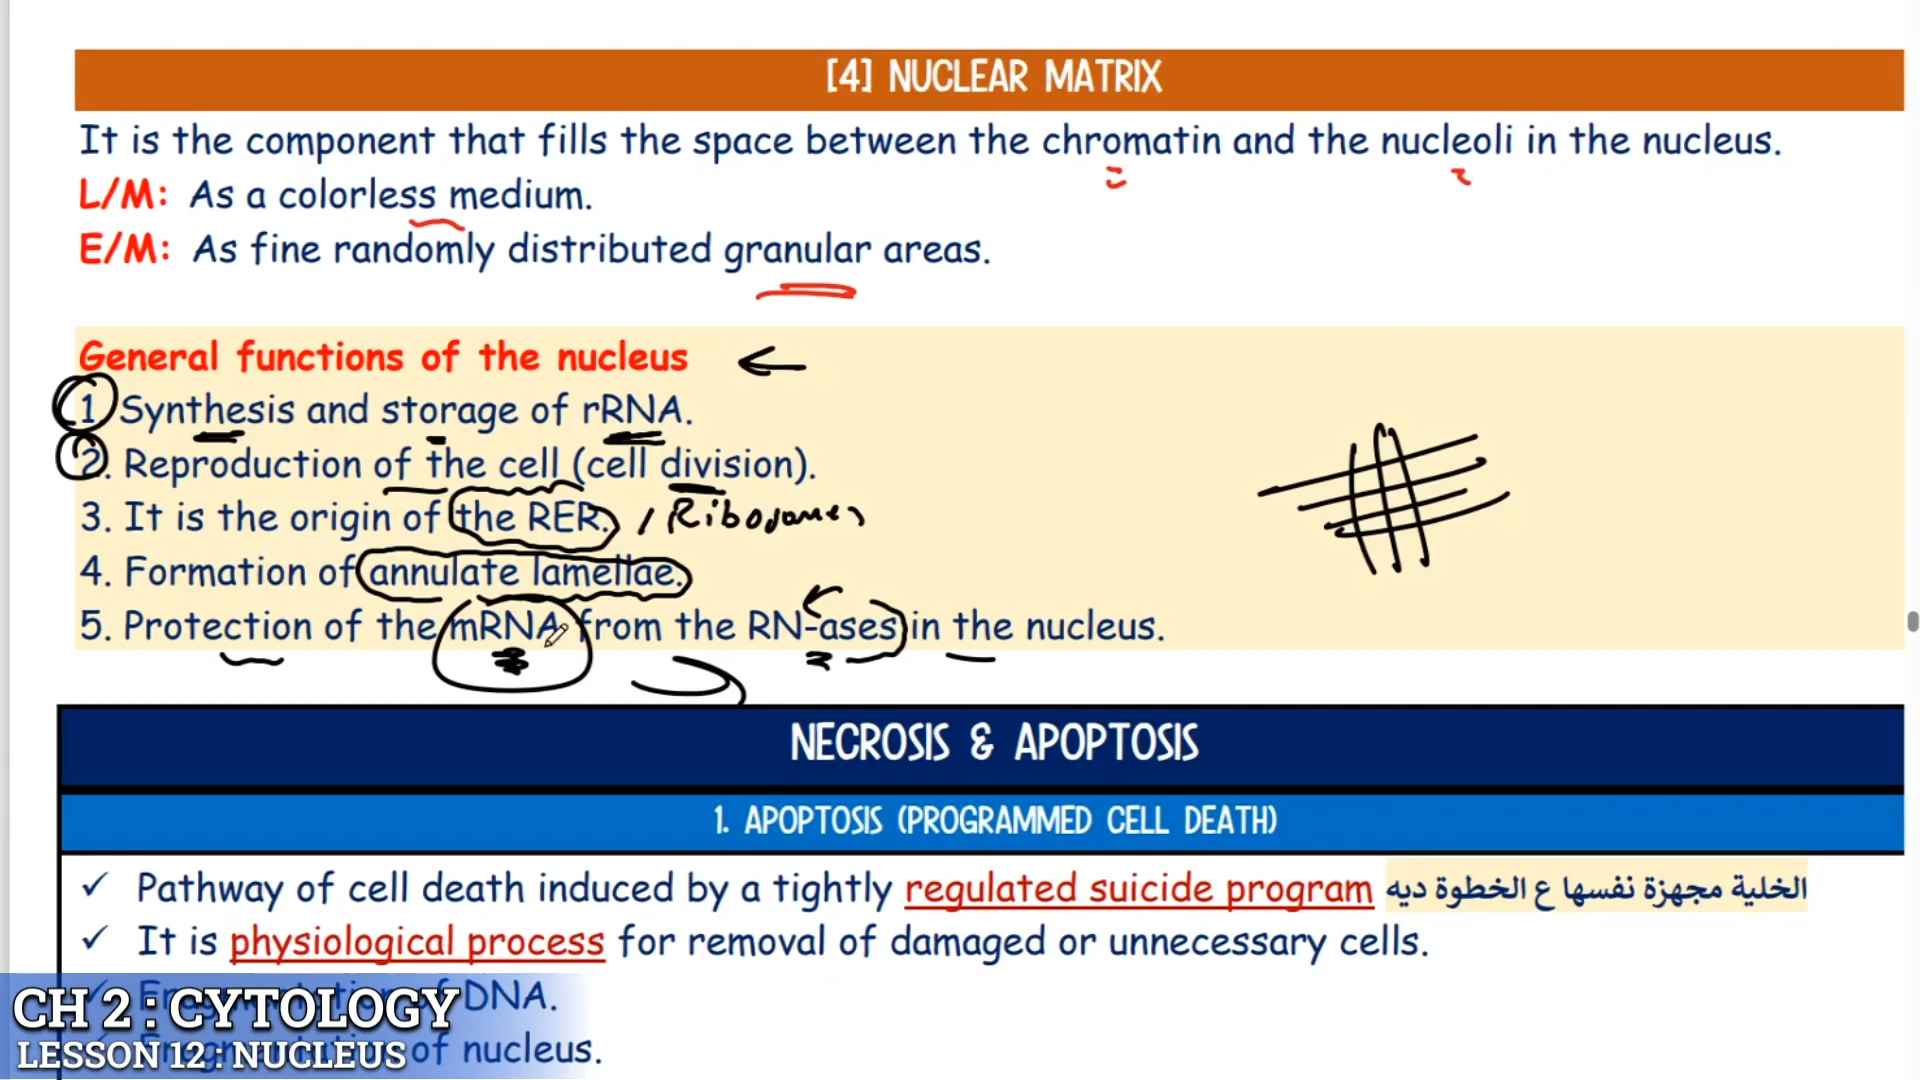 [4] NUCLEAR MATRIX
It is the component that fills the space between the chromatin and the nucleoli in the nucleus.
L/M: As a colorless medium.
E/M: As fine randomly distributed granular areas.
General functions of the nucleus
1 Synthesis and storage of rRNA.
2. Reproduction of the cell (cell division).
3. It is the origin of the RER. / Ribosomes
4. Formation of annulate lamellae.
5. Protection of the mRNA from the RN-ases in the nucleus.
NECROSIS & APOPTOSIS
1. APOPTOSIS (PROGRAMMED CELL DEATH)
✓ Pathway of cell death induced by a tightly regulated suicide program الخلية مجهزة نفسها ع الخطوة ديه
✓ It is physiological process for removal of damaged or unnecessary cells.
✓ Fragmentation of DNA.
✓ Fragmentation of nucleus.
CH 2 : CYTOLOGY
LESSON 12 : NUCLEUS